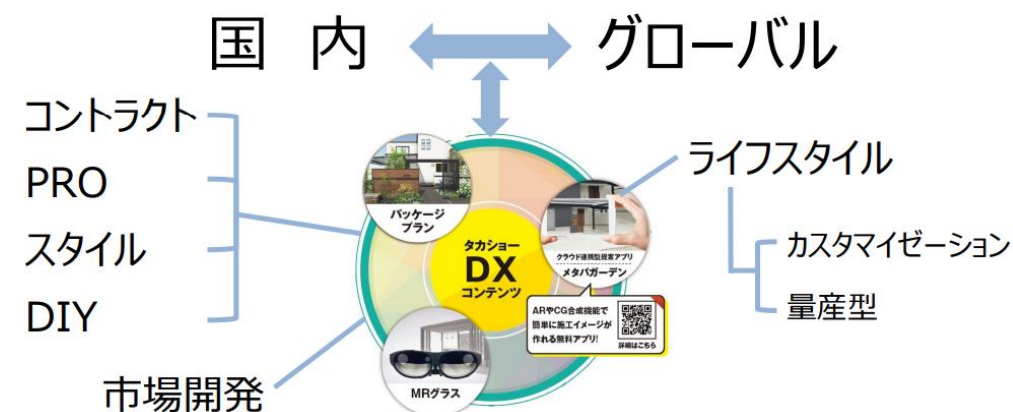 国 内
グローバル
コントラクト
PRO
スタイル
DIY
市場開発
パッケージ
プラン
タカショー
DX
コンテンツ
クラウド連携型提案アプリ
メタバガーデン
ARやCG合成機能で
簡単に施工イメージが
作れる無料アプリ!
詳細はこちら
MRグラス
ライフスタイル
カスタマイゼーション
量産型